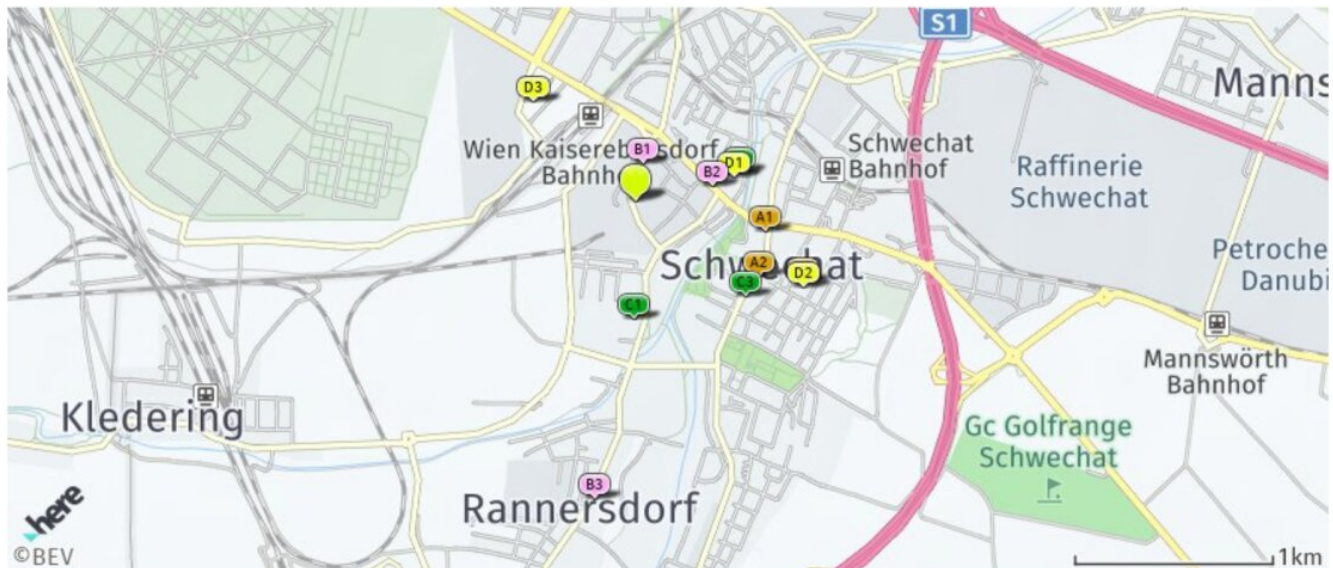 S1
Manns
D3
Wien Kaiserebersdorf
Bahnhof
B1
B2
D1
Schwechat
Bahnhof
Raffinerie
Schwechat
A1
Schwechat
A2
C3
D2
Petroche
Danubi
C1
Mannswörth
Bahnhof
Kledering
Gc Golfrange
Schwechat
B3
Rannersdorf
here
©BEV
1km